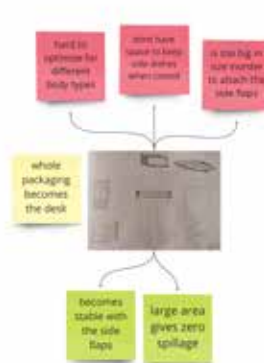 hard to
optimise for
different
body types
dont have
space to keep
side dishes
when closed
is too big in
size inorder
to attach the
side flaps
whole
packaging
becomes
the desk
becomes
stable with
the side
flaps
large area
gives zero
spillage